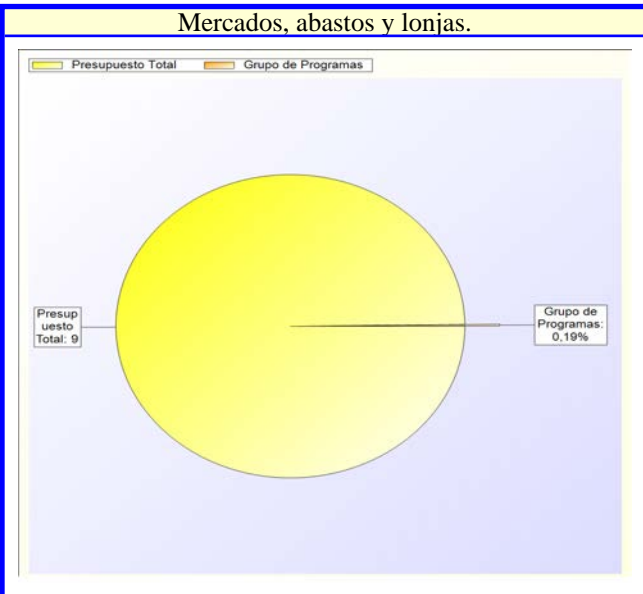 Mercados, abastos y lonjas.
Presupuesto Total Grupo de Programas
Presup
uesto
Total: 9
Grupo de
Programas:
0,19%